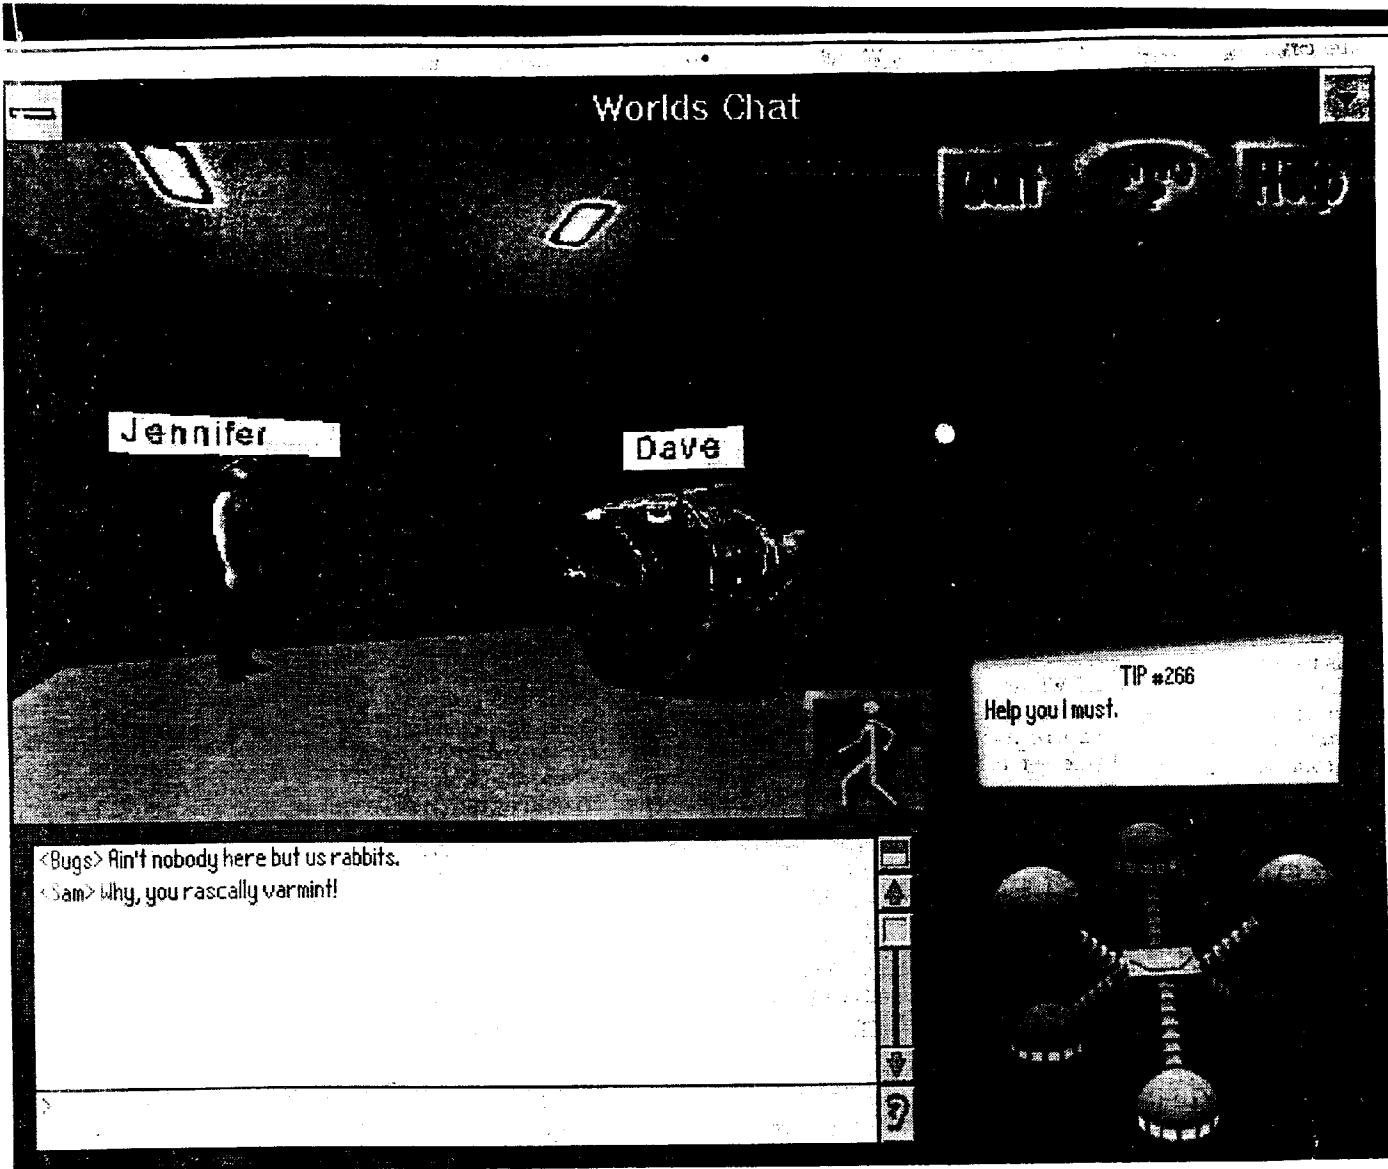 Worlds Chat
Help
Jennifer
Dave
TIP #266
Help you I must.
<Bugs> Ain't nobody here but us rabbits.
<Sam> Why, you rascally varmint!
>